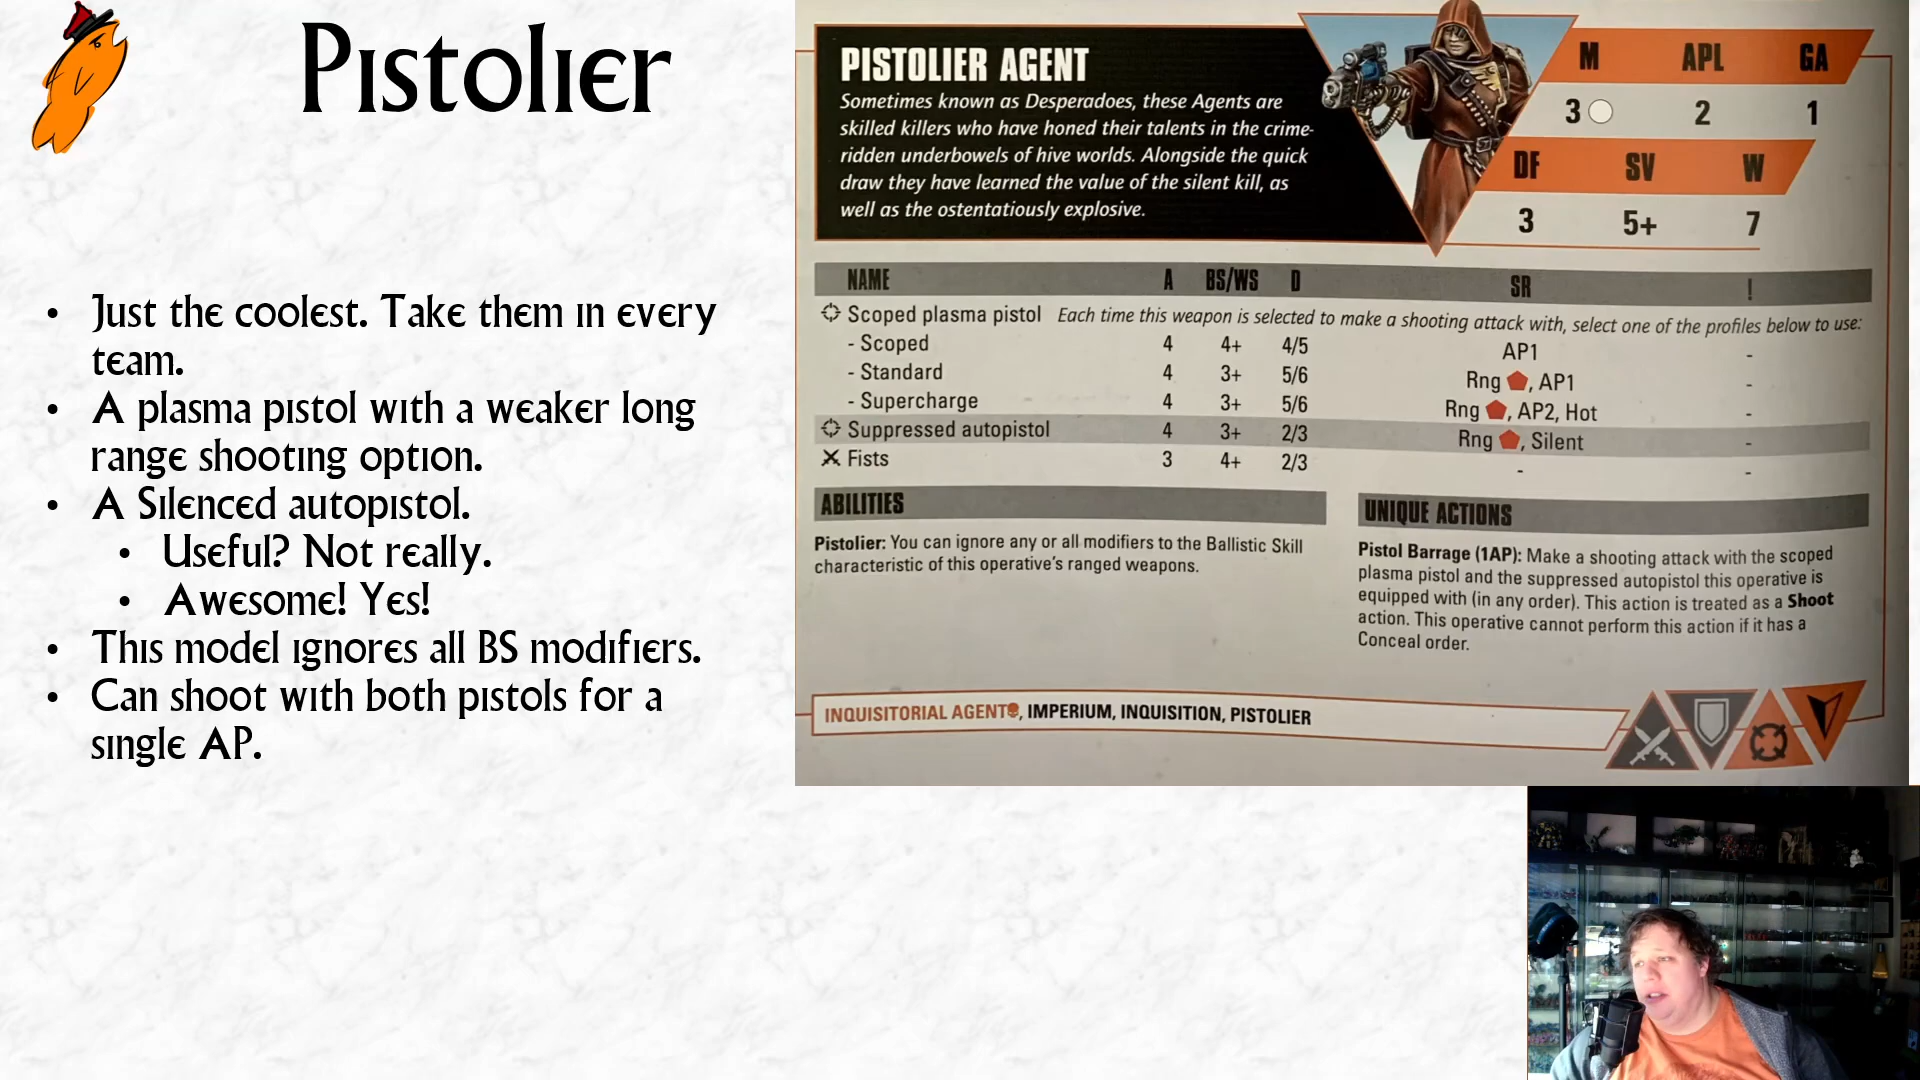 Pistolier
Just the coolest. Take them in every
team.
A plasma pistol with a weaker long
range shooting option.
A Silenced autopistol.
Useful? Not really.
Awesome! Yes!
This model ignores all BS modifiers.
Can shoot with both pistols for a
single AP.
PISTOLIER AGENT
Sometimes known as Desperadoes, these Agents are
skilled killers who have honed their talents in the crime-
ridden underbowels of hive worlds. Alongside the quick
draw they have learned the value of the silent kill, as
well as the ostentatiously explosive.
M APL GA
3 2 1
DF SV W
3 5+ 7
NAME A BS/WS D SR !
Scoped plasma pistol Each time this weapon is selected to make a shooting attack with, select one of the profiles below to use:
- Scoped 4 4+ 4/5 AP1 -
- Standard 4 3+ 5/6 Rng , AP1 -
- Supercharge 4 3+ 5/6 Rng , AP2, Hot -
Suppressed autopistol 4 3+ 2/3 Rng , Silent -
Fists 3 4+ 2/3 - -
ABILITIES
Pistolier: You can ignore any or all modifiers to the Ballistic Skill
characteristic of this operative's ranged weapons.
UNIQUE ACTIONS
Pistol Barrage (1AP): Make a shooting attack with the scoped
plasma pistol and the suppressed autopistol this operative is
equipped with (in any order). This action is treated as a Shoot
action. This operative cannot perform this action if it has a
Conceal order.
INQUISITORIAL AGENT, IMPERIUM, INQUISITION, PISTOLIER